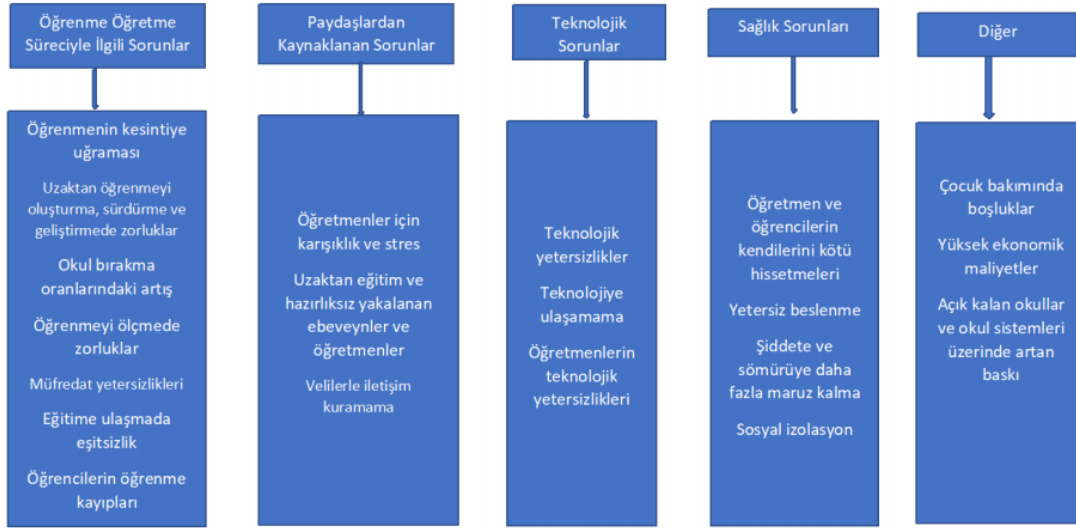 Öğrenme Öğretme
Süreciyle İlgili Sorunlar
Öğrenmenin kesintiye
uğraması
Uzaktan öğrenmeyi
oluşturma, sürdürme ve
geliştirmede zorluklar
Okul bırakma
oranlarındaki artış
Öğrenmeyi ölçmede
zorluklar
Müfredat yetersizlikleri
Eğitime ulaşmada
eşitsizlik
Öğrencilerin öğrenme
kayıpları
Paydaşlardan
Kaynaklanan Sorunlar
Öğretmenler için
karışıklık ve stres
Uzaktan eğitim ve
hazırlıksız yakalanan
ebeveynler ve
öğretmenler
Velilerle iletişim
kuramama
Teknolojik
Sorunlar
Teknolojik
yetersizlikler
Teknolojiye
ulaşamama
Öğretmenlerin
teknolojik
yetersizlikleri
Sağlık Sorunları
Öğretmen ve
öğrencilerin
kendilerini kötü
hissetmeleri
Yetersiz beslenme
Şiddete ve
sömürüye daha
fazla maruz kalma
Sosyal izolasyon
Diğer
Çocuk bakımında
boşluklar
Yüksek ekonomik
maliyetler
Açık kalan okullar
ve okul sistemleri
üzerinde artan
baskı